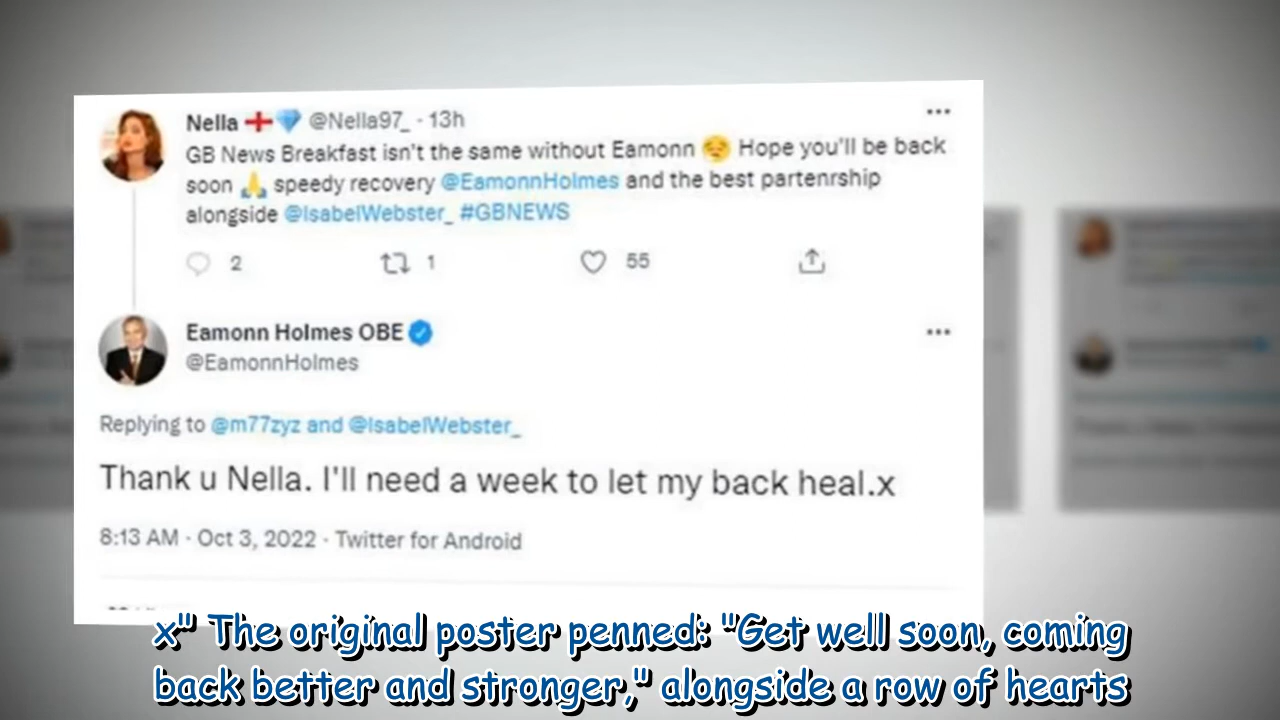 Nella @Nella97_ · 13h
GB News Breakfast isn't the same without Eamonn Hope you'll be back
soon speedy recovery @EamonnHolmes and the best partenrship
alongside @IsabelWebster_ #GBNEWS
2 1 55
Eamonn Holmes OBE
@EamonnHolmes
Replying to @m77zyz and @IsabelWebster_
Thank u Nella. I'll need a week to let my back heal.x
8:13 AM · Oct 3, 2022 · Twitter for Android
x" The original poster penned: "Get well soon, coming
back better and stronger," alongside a row of hearts